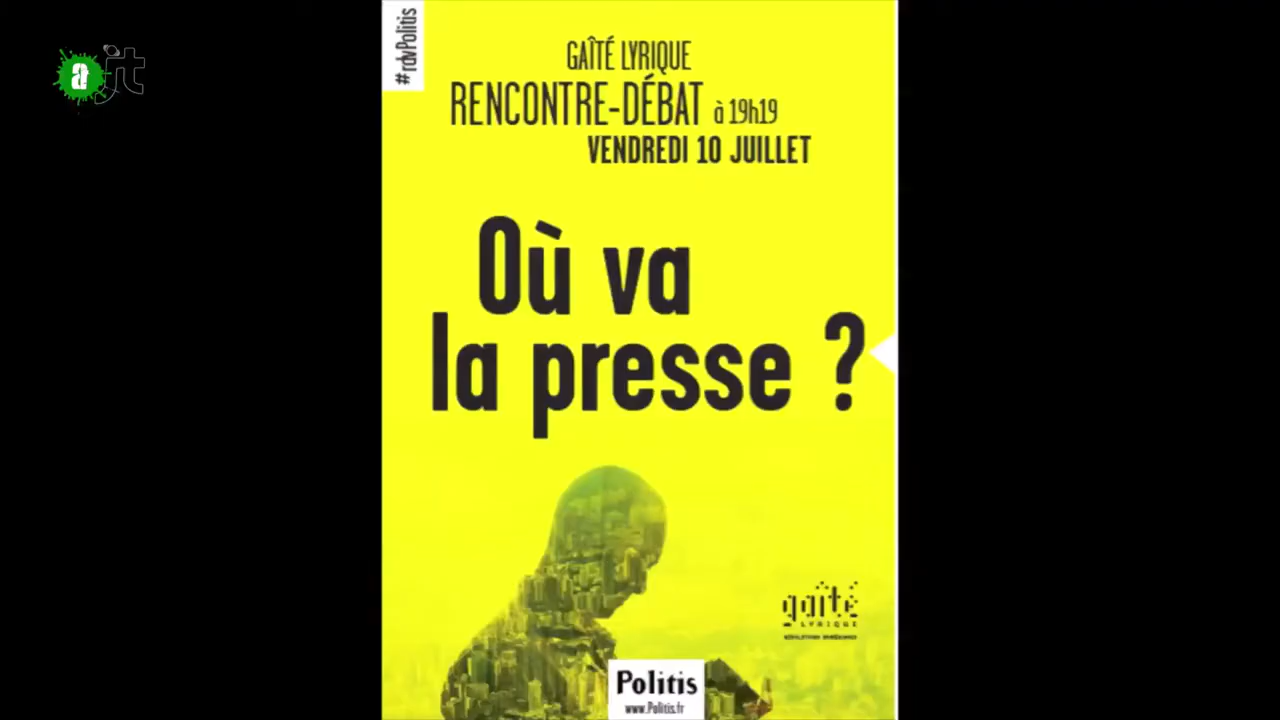 ajt
#rdvPolitis
GAÎTÉ LYRIQUE
RENCONTRE-DÉBAT à 19h19
VENDREDI 10 JUILLET
Où va
la presse ?
gaîté
LYRIQUE
Politis
www.Politis.fr